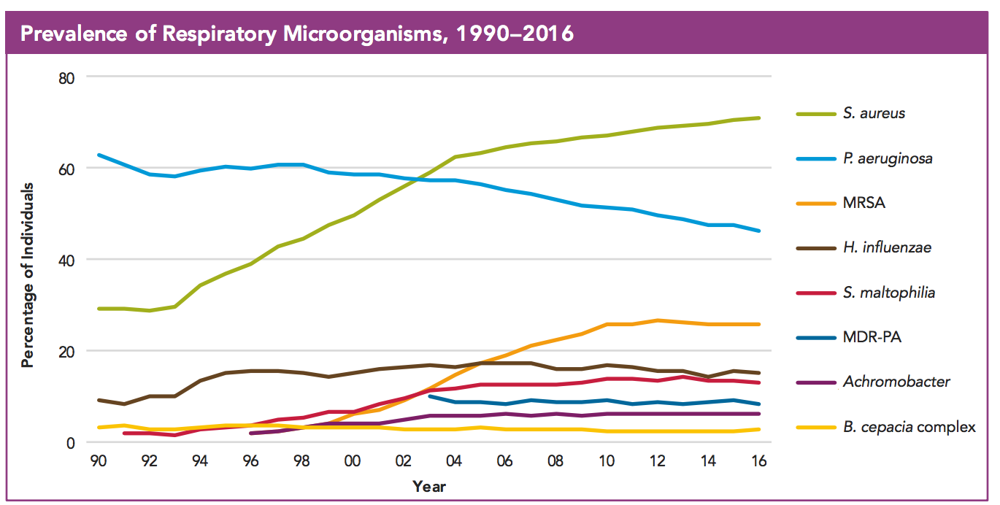 Prevalence of Respiratory Microorganisms, 1990–2016
80
60
40
20
0
Percentage of Individuals
90 92 94 96 98 00 02 04 06 08 10 12 14 16
Year
S. aureus
P. aeruginosa
MRSA
H. influenzae
S. maltophilia
MDR-PA
Achromobacter
B. cepacia complex